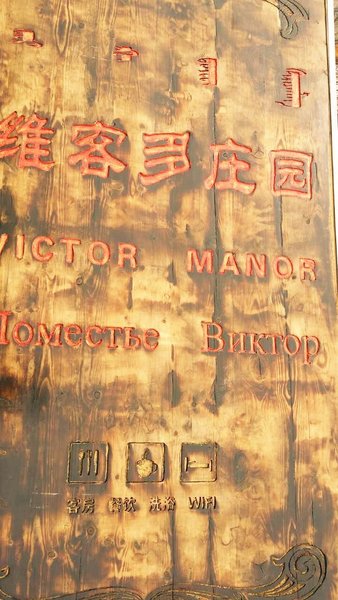 维客多庄园
VICTOR MANOR
Поместье Виктор
客房 餐饮 洗浴 WIFI